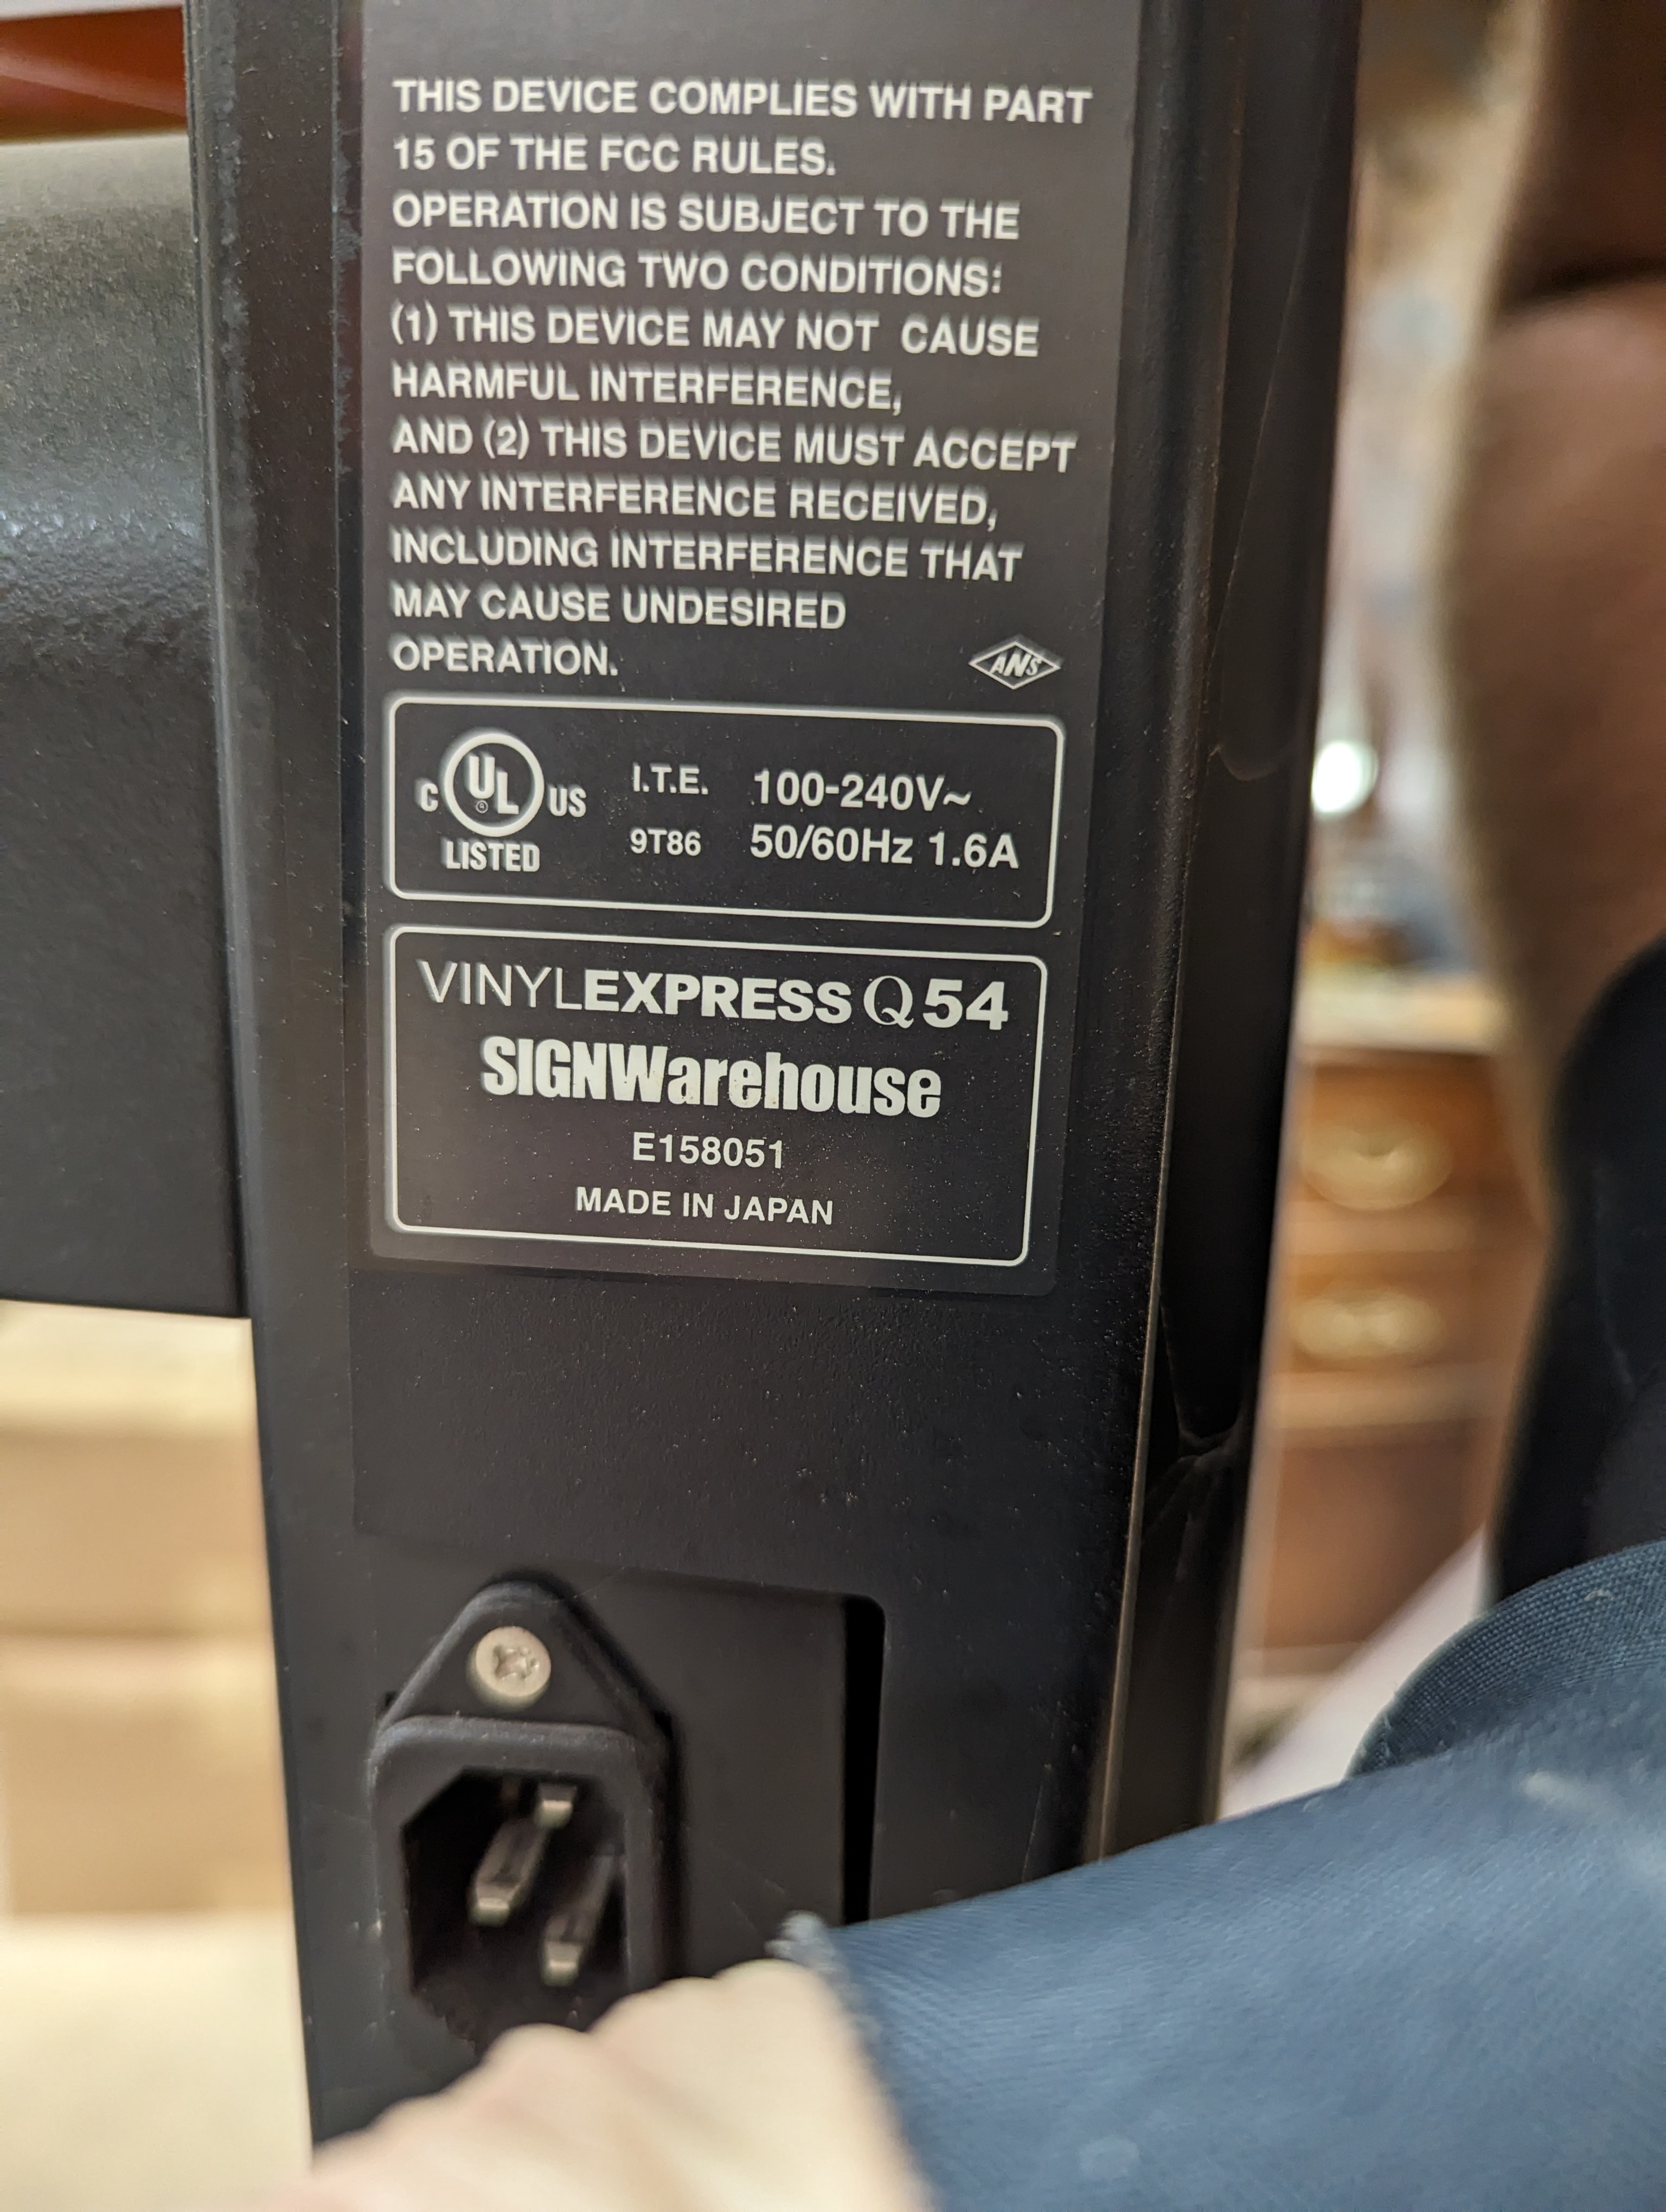 THIS DEVICE COMPLIES WITH PART
15 OF THE FCC RULES.
OPERATION IS SUBJECT TO THE
FOLLOWING TWO CONDITIONS:
(1) THIS DEVICE MAY NOT CAUSE
HARMFUL INTERFERENCE,
AND (2) THIS DEVICE MUST ACCEPT
ANY INTERFERENCE RECEIVED,
INCLUDING INTERFERENCE THAT
MAY CAUSE UNDESIRED
OPERATION.
ANS
C UL ® US
LISTED
I.T.E. 100-240V~
9T86 50/60Hz 1.6A
VINYLEXPRESS Q54
SIGNWarehouse
E158051
MADE IN JAPAN